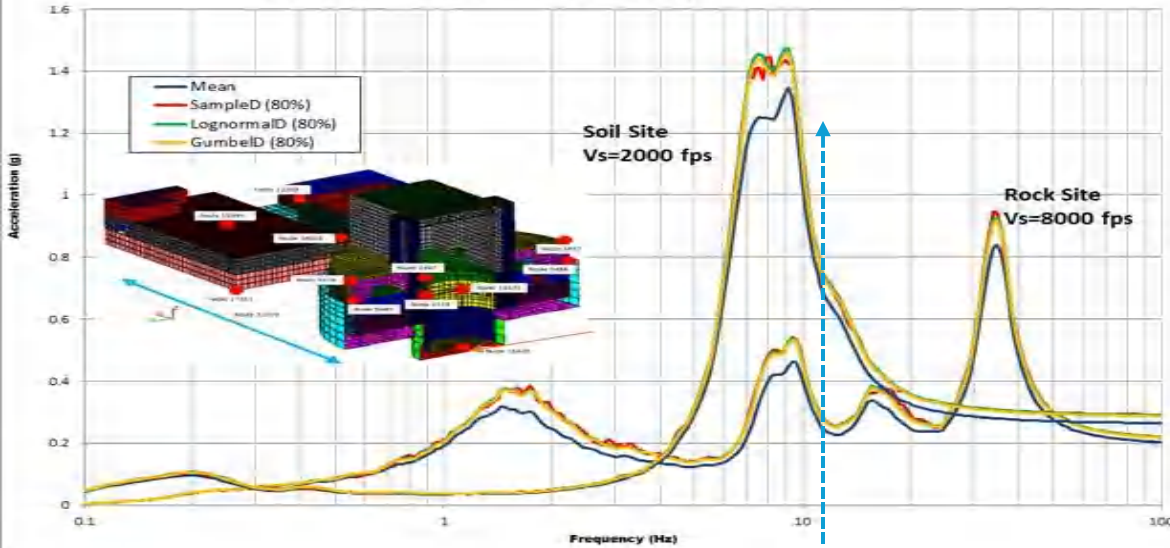 1.6
1.4
1.2
1
0.8
0.6
0.4
0.2
0
Acceleration (g)
Mean
SampleD (80%)
LognormalD (80%)
GumbelD (80%)
Soil Site
Vs=2000 fps
Rock Site
Vs=8000 fps
0.1
1
10
100
Frequency (Hz)